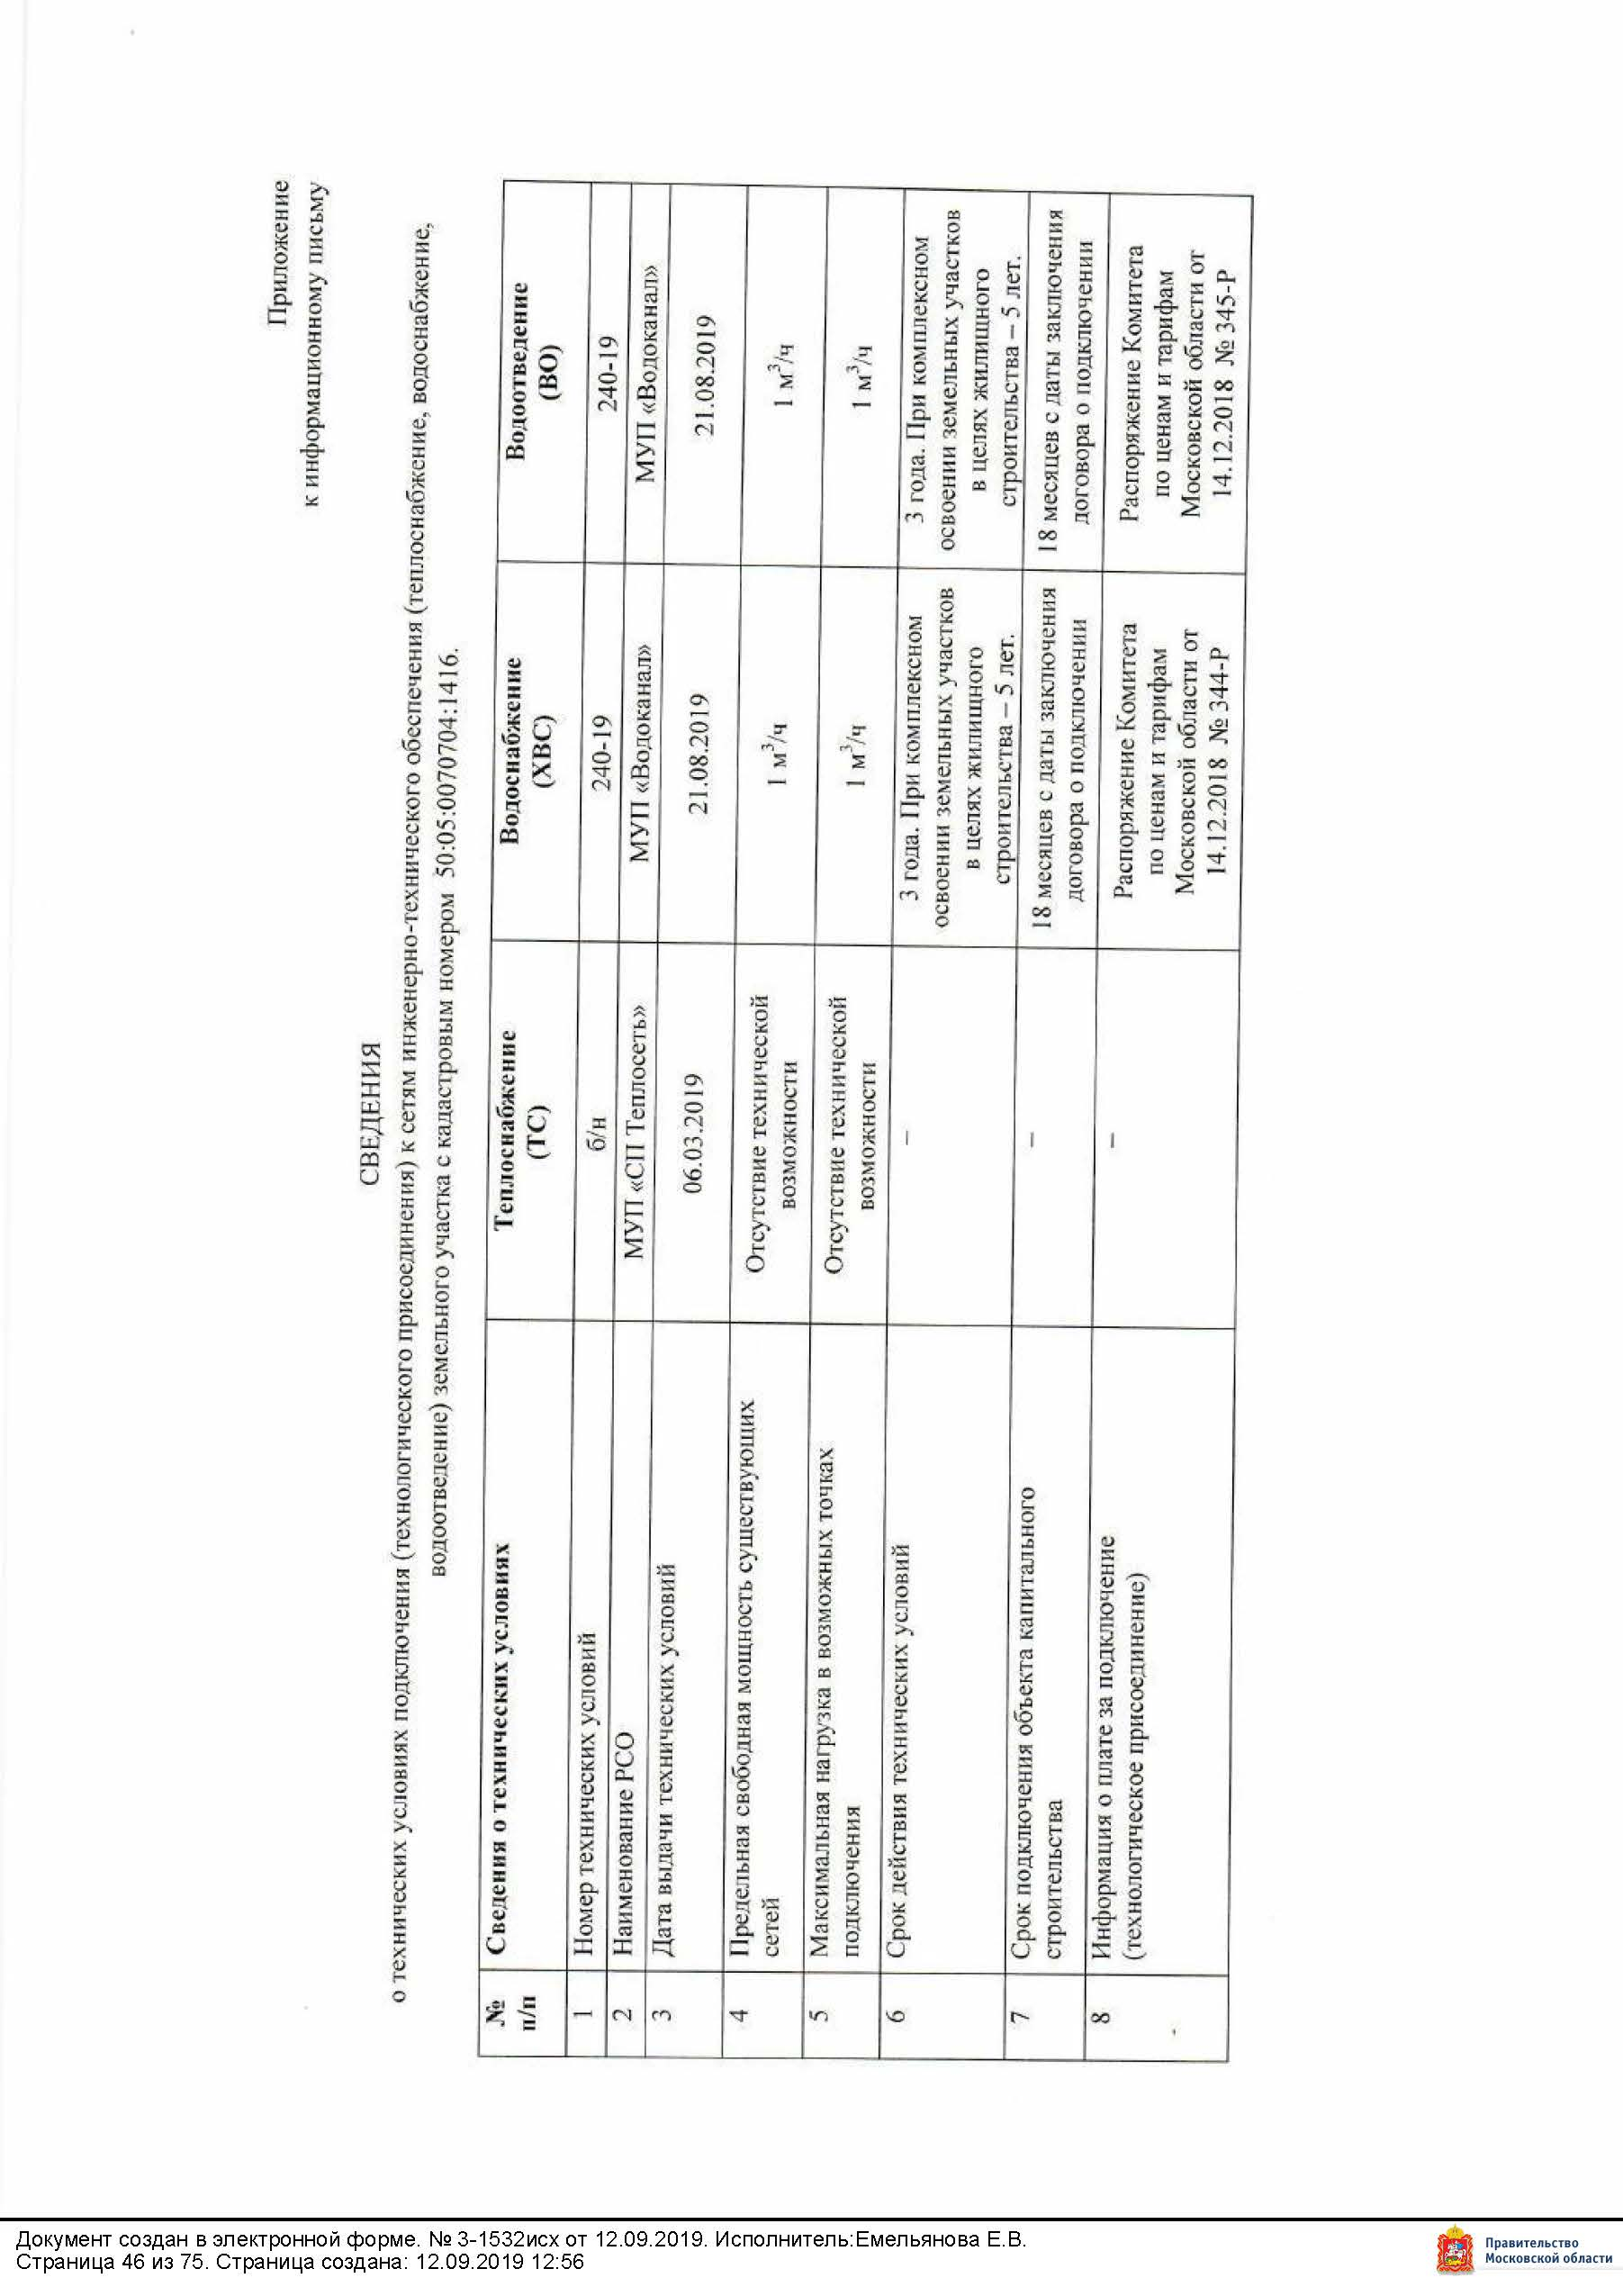 Приложение
к информационному письму
СВЕДЕНИЯ
о технических условиях подключения (технологического присоединения) к сетям инженерно-технического обеспечения (теплоснабжение, водоснабжение,
водоотведение) земельного участка с кадастровым номером 50:05:0070704:1416.
№ п/п Сведения о технических условиях Теплоснабжение (ТС) Водоснабжение (ХВС) Водоотведение (ВО)
1 Номер технических условий б/н 240-19 240-19
2 Наименование РСО МУП «СП Теплосеть» МУП «Водоканал» МУП «Водоканал»
3 Дата выдачи технических условий 06.03.2019 21.08.2019 21.08.2019
4 Предельная свободная мощность существующих сетей Отсутствие технической возможности 1 м³/ч 1 м³/ч
5 Максимальная нагрузка в возможных точках подключения Отсутствие технической возможности 1 м³/ч 1 м³/ч
6 Срок действия технических условий – 3 года. При комплексном освоении земельных участков в целях жилищного строительства – 5 лет. 3 года. При комплексном освоении земельных участков в целях жилищного строительства – 5 лет.
7 Срок подключения объекта капитального строительства – 18 месяцев с даты заключения договора о подключении 18 месяцев с даты заключения договора о подключении
8 Информация о плате за подключение (технологическое присоединение) – Распоряжение Комитета по ценам и тарифам Московской области от 14.12.2018 № 344-Р Распоряжение Комитета по ценам и тарифам Московской области от 14.12.2018 № 345-Р
Документ создан в электронной форме. № 3-1532исх от 12.09.2019. Исполнитель:Емельянова Е.В.
Страница 46 из 75. Страница создана: 12.09.2019 12:56
Правительство
Московской области